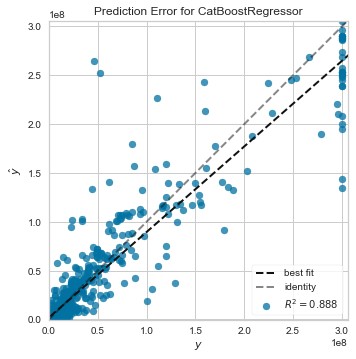 Prediction Error for CatBoostRegressor
1e8
3.0
2.5
2.0
1.5
1.0
0.5
0.0
ŷ
best fit
identity
R² = 0.888
0.0 0.5 1.0 1.5 2.0 2.5 3.0
y
1e8